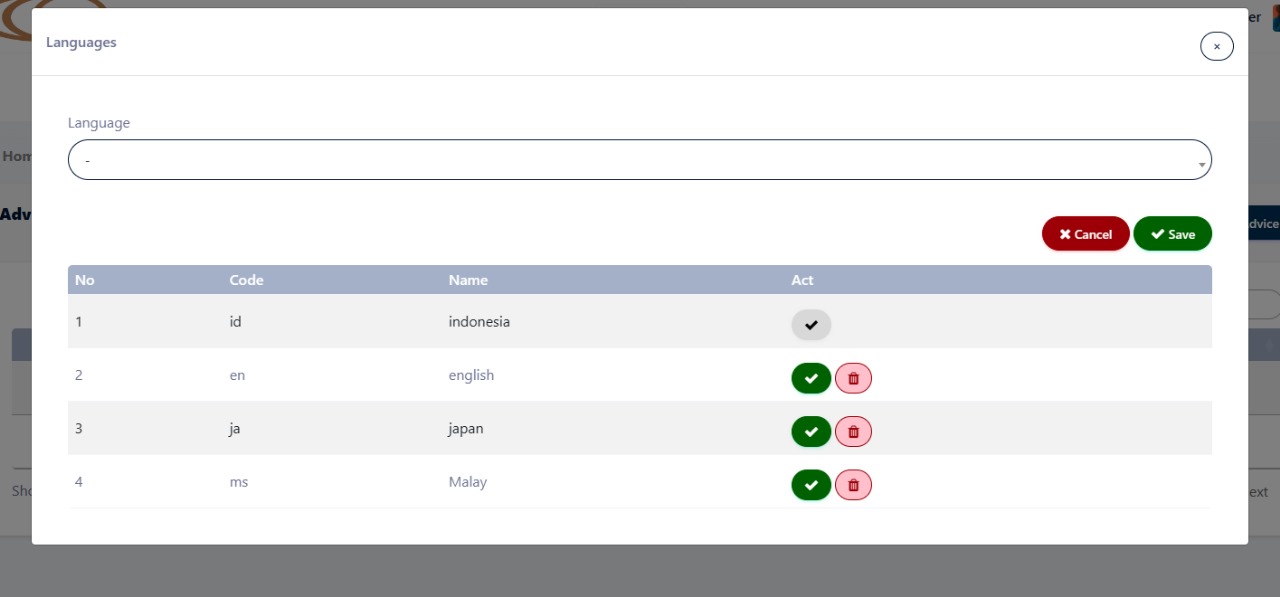 er
Languages
×
Language
-
Hom
Adv
dvice
Cancel
Save
No Code Name Act
1 id indonesia
2 en english
3 ja japan
4 ms Malay
Sho
ext